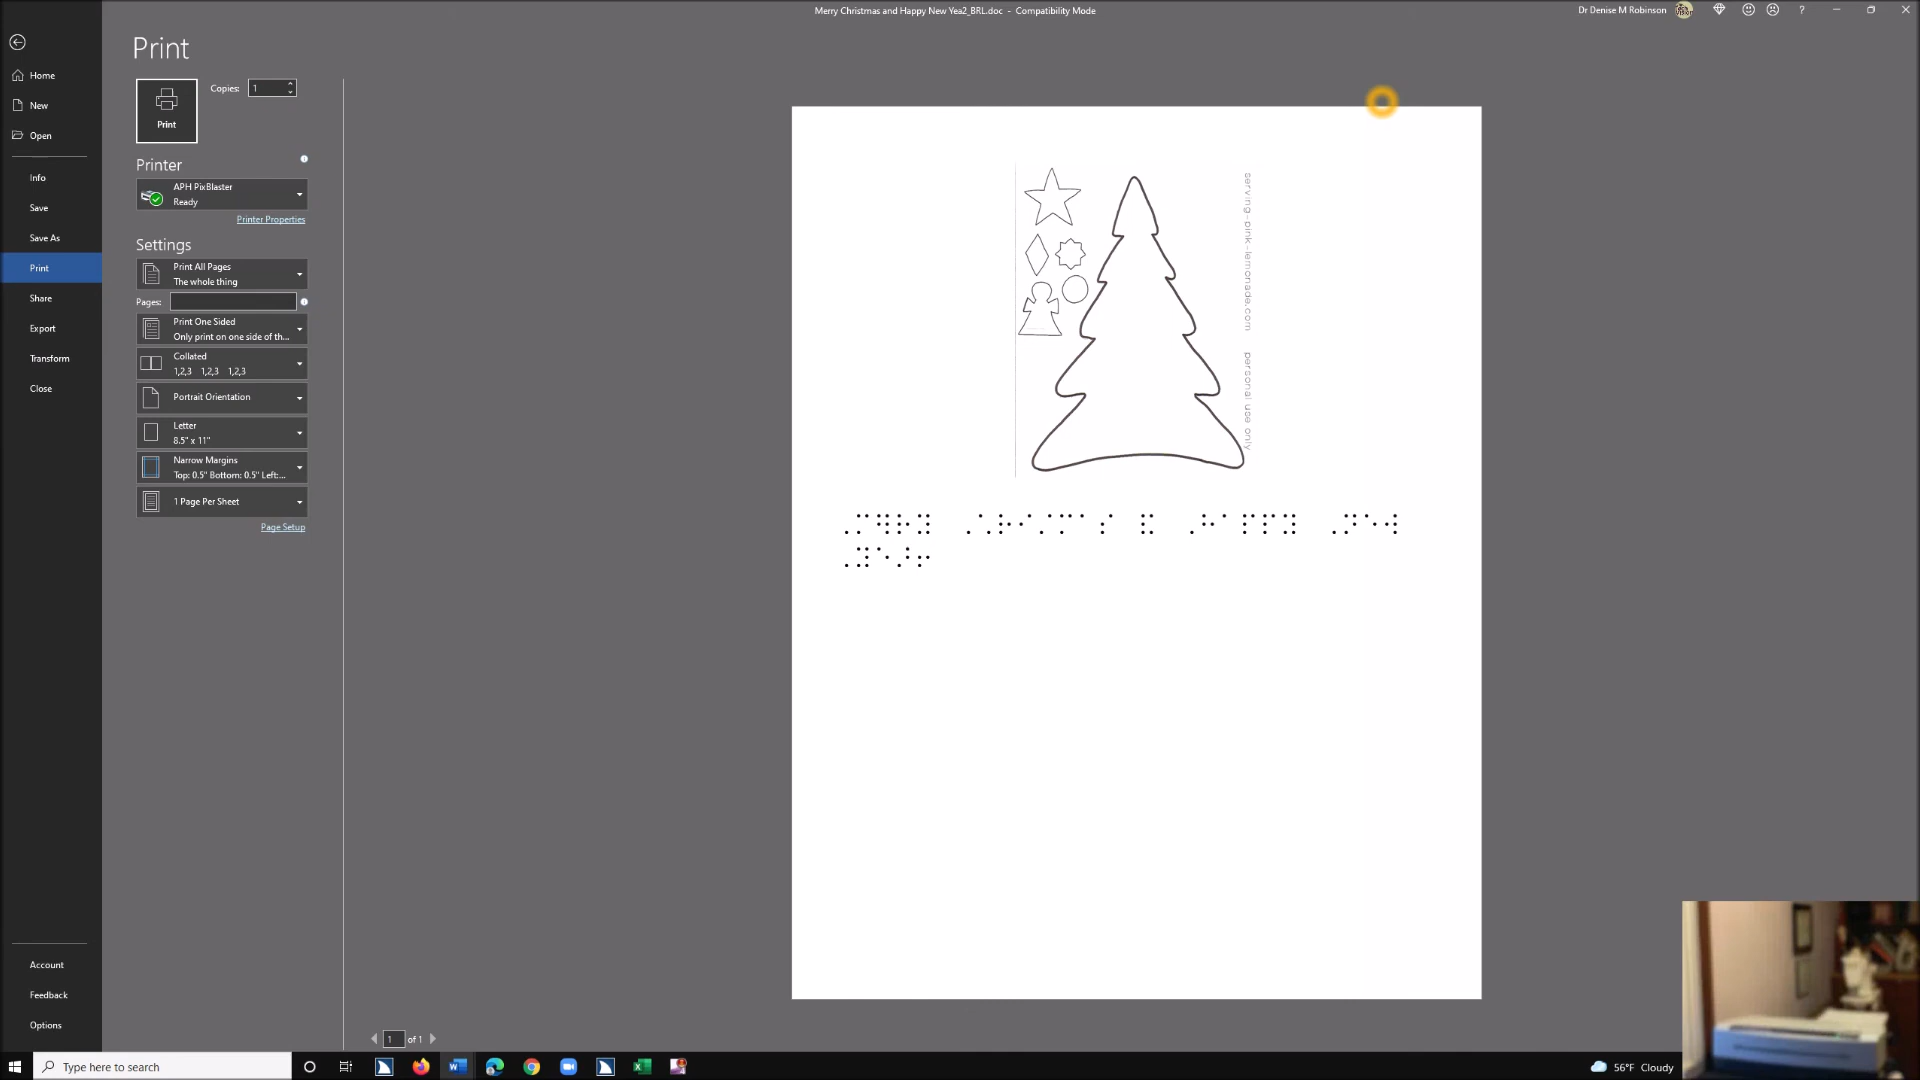 Merry Christmas and Happy New Yea2_BRL.doc - Compatibility Mode
Dr Denise M Robinson
?
Print
Home
New
Open
Info
Save
Save As
Print
Share
Export
Transform
Close
Account
Feedback
Options
Print
Copies: 1
Printer
APH PixBlaster
Ready
Printer Properties
Settings
Print All Pages
The whole thing
Pages:
Print One Sided
Only print on one side of th...
Collated
1,2,3 1,2,3 1,2,3
Portrait Orientation
Letter
8.5" x 11"
Narrow Margins
Top: 0.5" Bottom: 0.5" Left:...
1 Page Per Sheet
Page Setup
serving-pink-lemonade.com personal use only
1 of 1
Type here to search
56°F Cloudy